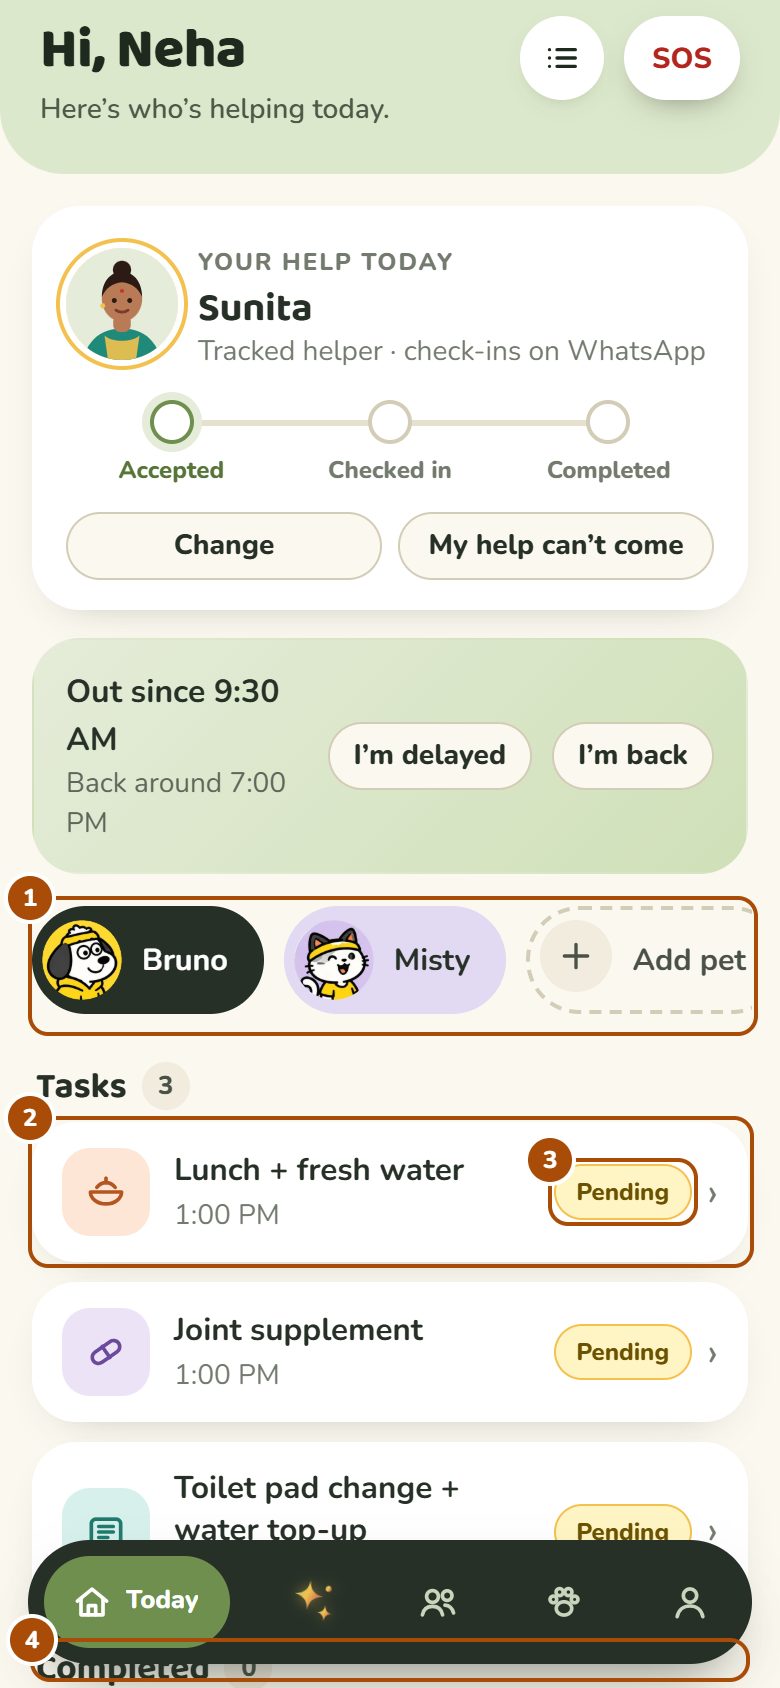 Hi, Neha
Here’s who’s helping today.
SOS
YOUR HELP TODAY
Sunita
Tracked helper · check-ins on WhatsApp
Accepted
Checked in
Completed
Change
My help can’t come
Out since 9:30
AM
Back around 7:00
PM
I’m delayed
I’m back
1
Bruno
Misty
+ Add pet
Tasks 3
2
Lunch + fresh water
1:00 PM
3
Pending ›
Joint supplement
1:00 PM
Pending ›
Toilet pad change +
water top-up
Pending ›
Today
4
Completed 0